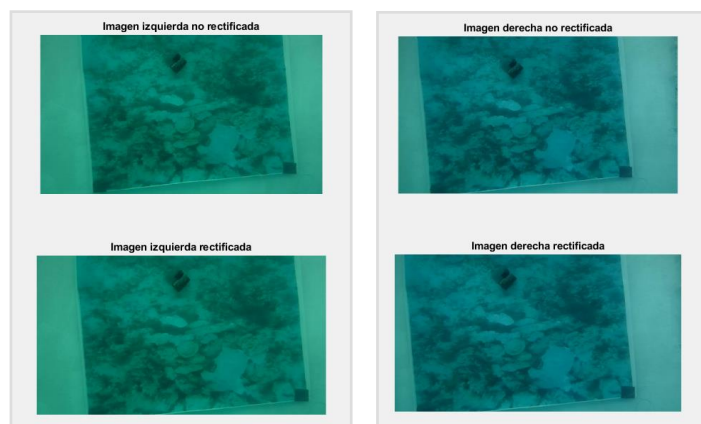 Imagen izquierda no rectificada
Imagen derecha no rectificada
Imagen izquierda rectificada
Imagen derecha rectificada